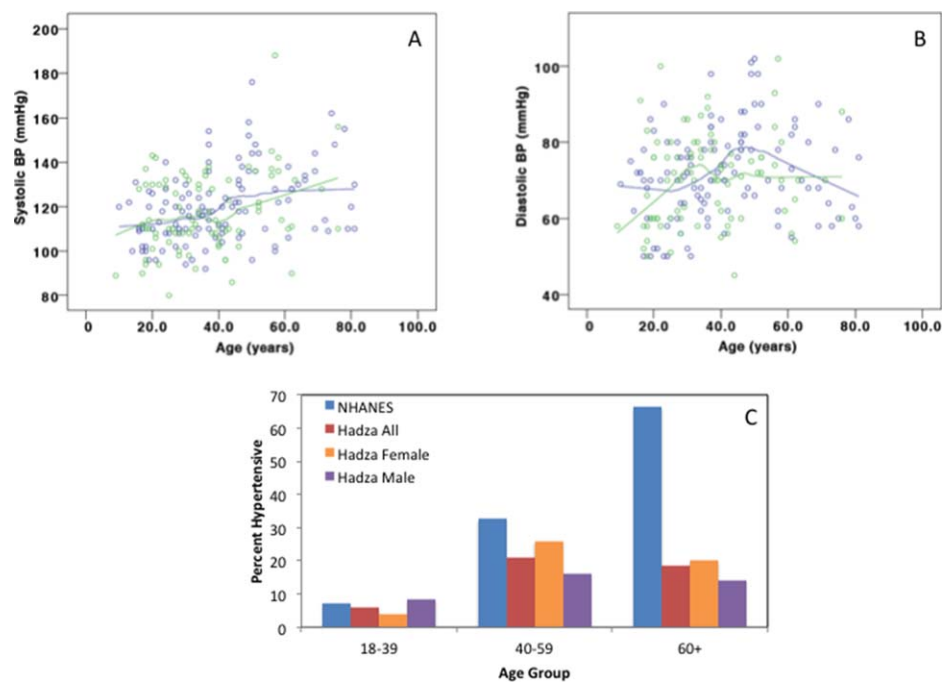 A
Systolic BP (mmHg)
200
180
160
140
120
100
80
0 20.0 40.0 60.0 80.0 100.0
Age (years)
B
Diastolic BP (mmHg)
100
80
60
40
0 20.0 40.0 60.0 80.0 100.0
Age (years)
C
Percent Hypertensive
70
60
50
40
30
20
10
0
NHANES
Hadza All
Hadza Female
Hadza Male
18-39 40-59 60+
Age Group